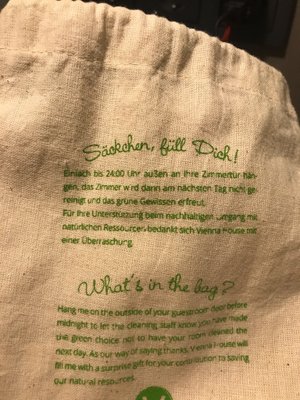 Säckchen, füll Dich!
Einfach bis 24:00 Uhr außen an Ihre Zimmertür hän-
gen, das Zimmer wird dann am nächsten Tag nicht ge-
reinigt und das grüne Gewissen erfreut.
Für Ihre Unterstützung beim nachhaltigen Umgang mit
natürlichen Ressourcen bedankt sich Vienna House mit
einer Überraschung.
What's in the bag?
Hang me on the outside of your guestroom door before
midnight to let the cleaning staff know you have made
the green choice not to have your room cleaned the
next day. As our way of saying thanks, Vienna House will
fill me with a surprise gift for your contribution to saving
our natural resources.